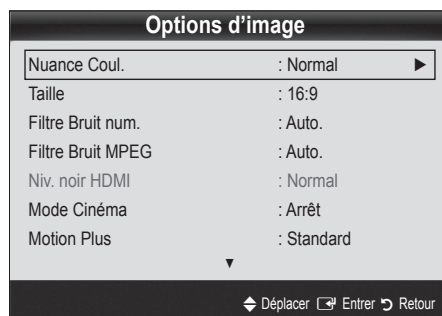 Options d'image
Nuance Coul. : Normal ►
Taille : 16:9
Filtre Bruit num. : Auto.
Filtre Bruit MPEG : Auto.
Niv. noir HDMI : Normal
Mode Cinéma : Arrêt
Motion Plus : Standard
▼
Déplacer Entrer Retour